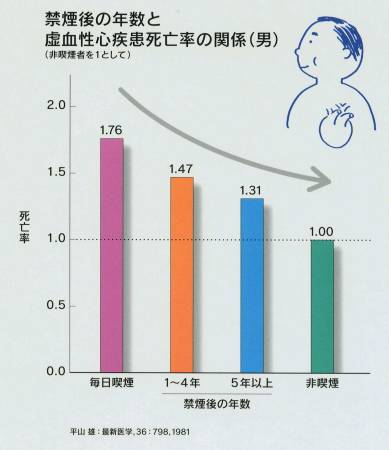 禁煙後の年数と
虚血性心疾患死亡率の関係(男)
(非喫煙者を1として)
死亡率
2.0
1.5
1.0
0.5
0.0
1.76
1.47
1.31
1.00
毎日喫煙
1〜4年
5年以上
非喫煙
禁煙後の年数
平山 雄:最新医学,36:798,1981